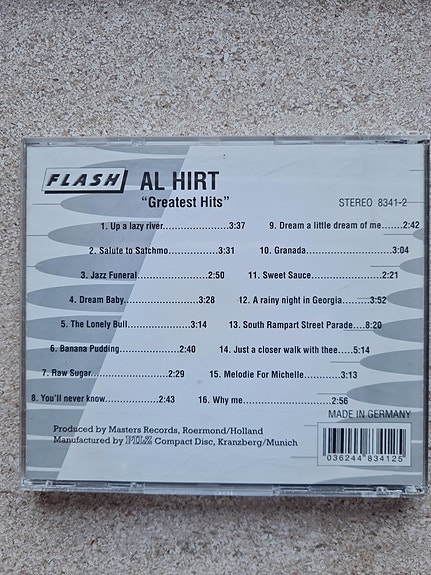 FLASH
AL HIRT
"Greatest Hits"
STEREO 8341-2
1. Up a lazy river..................3:37
2. Salute to Satchmo............3:31
3. Jazz Funeral.....................2:50
4. Dream Baby.....................3:28
5. The Lonely Bull................3:14
6. Banana Pudding..............2:40
7. Raw Sugar.......................2:29
8. You'll never know..............2:43
9. Dream a little dream of me.......2:42
10. Granada...........................3:04
11. Sweet Sauce....................2:21
12. A rainy night in Georgia......3:52
13. South Rampart Street Parade...8:20
14. Just a closer walk with thee.....5:14
15. Melodie For Michelle...........3:13
16. Why me...........................2:56
MADE IN GERMANY
Produced by Masters Records, Roermond/Holland
Manufactured by PILZ Compact Disc, Kranzberg/Munich
036244 834125